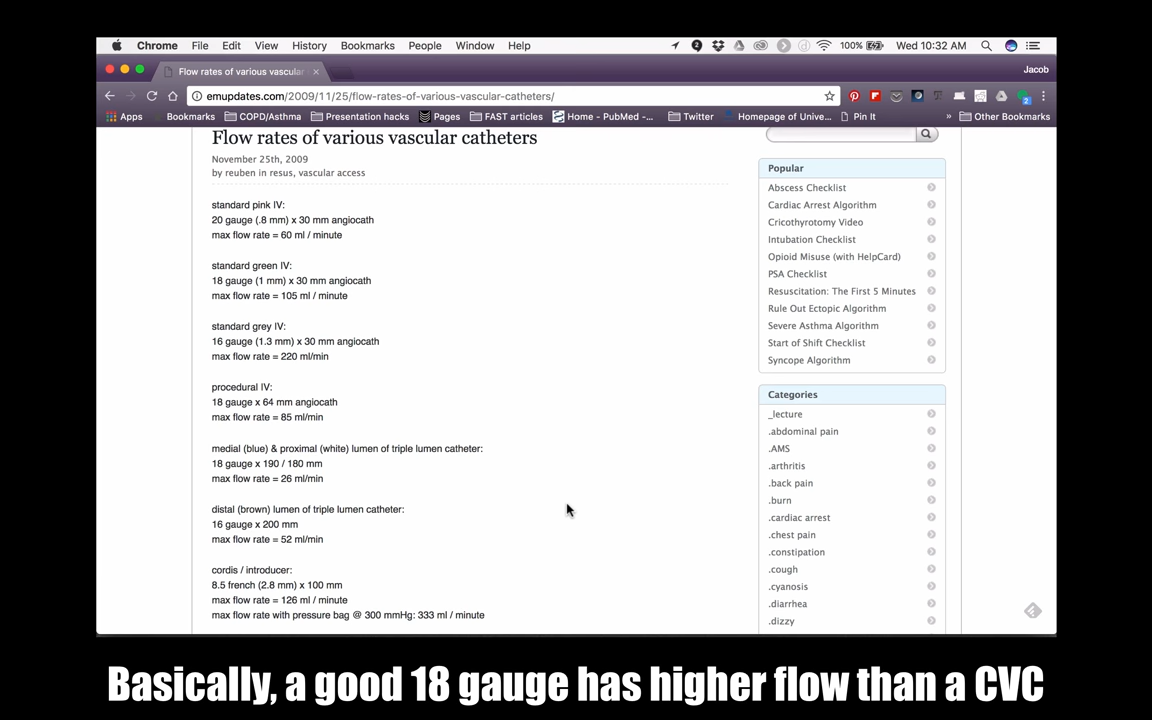 Chrome File Edit View History Bookmarks People Window Help
2 100% Wed 10:32 AM
Flow rates of various vascular
Jacob
emupdates.com/2009/11/25/flow-rates-of-various-vascular-catheters/
Apps Bookmarks COPD/Asthma Presentation hacks Pages FAST articles Home - PubMed -... Twitter Homepage of Unive... Pin It » Other Bookmarks
Flow rates of various vascular catheters
November 25th, 2009
by reuben in resus, vascular access
standard pink IV:
20 gauge (.8 mm) x 30 mm angiocath
max flow rate = 60 ml / minute
standard green IV:
18 gauge (1 mm) x 30 mm angiocath
max flow rate = 105 ml / minute
standard grey IV:
16 gauge (1.3 mm) x 30 mm angiocath
max flow rate = 220 ml/min
procedural IV:
18 gauge x 64 mm angiocath
max flow rate = 85 ml/min
medial (blue) & proximal (white) lumen of triple lumen catheter:
18 gauge x 190 / 180 mm
max flow rate = 26 ml/min
distal (brown) lumen of triple lumen catheter:
16 gauge x 200 mm
max flow rate = 52 ml/min
cordis / introducer:
8.5 french (2.8 mm) x 100 mm
max flow rate = 126 ml / minute
max flow rate with pressure bag @ 300 mmHg: 333 ml / minute
Popular
Abscess Checklist
Cardiac Arrest Algorithm
Cricothyrotomy Video
Intubation Checklist
Opioid Misuse (with HelpCard)
PSA Checklist
Resuscitation: The First 5 Minutes
Rule Out Ectopic Algorithm
Severe Asthma Algorithm
Start of Shift Checklist
Syncope Algorithm
Categories
_lecture
.abdominal pain
.AMS
.arthritis
.back pain
.burn
.cardiac arrest
.chest pain
.constipation
.cough
.cyanosis
.diarrhea
.dizzy
Basically, a good 18 gauge has higher flow than a CVC